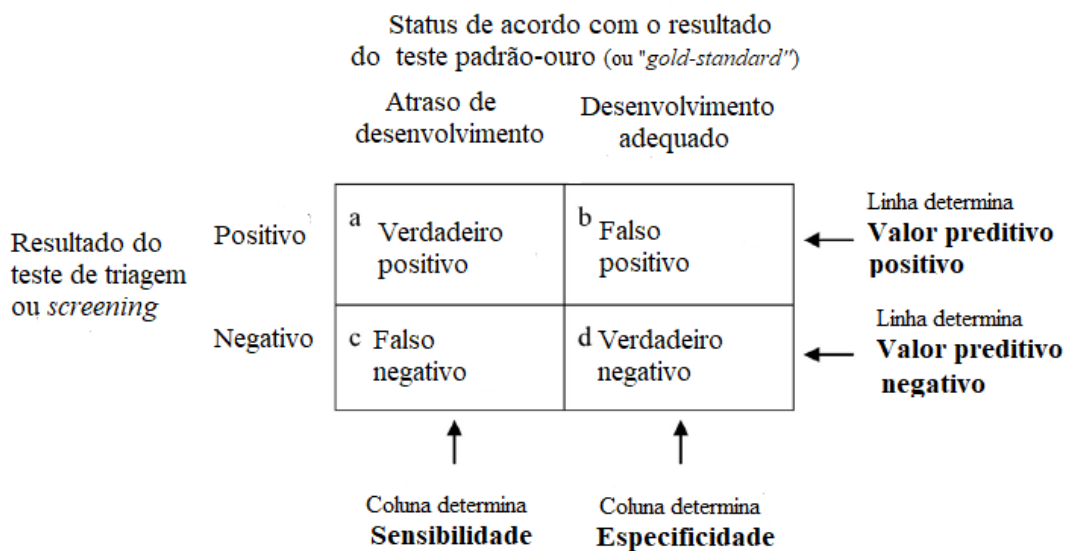 Status de acordo com o resultado
do teste padrão-ouro (ou "gold-standard")
Atraso de
desenvolvimento
Desenvolvimento
adequado
Resultado do
teste de triagem
ou screening
Positivo
a Verdadeiro
positivo
b Falso
positivo
Linha determina
Valor preditivo
positivo
Negativo
c Falso
negativo
d Verdadeiro
negativo
Linha determina
Valor preditivo
negativo
Coluna determina
Sensibilidade
Coluna determina
Especificidade